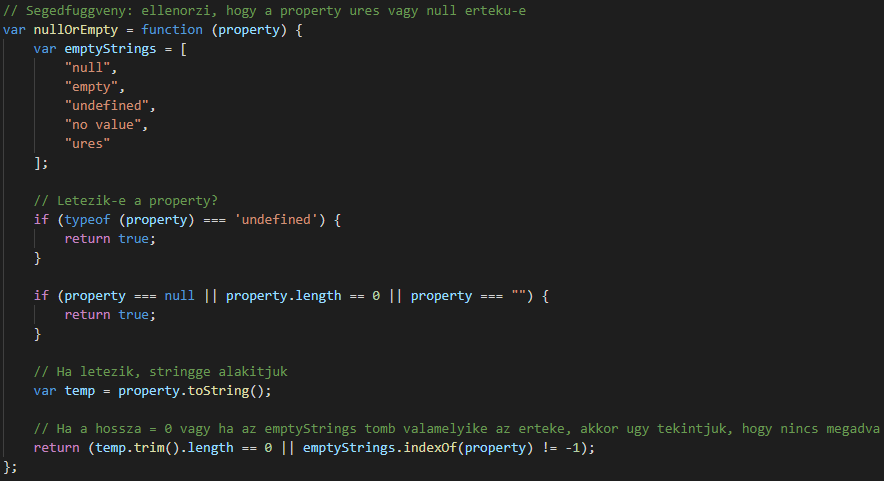 // Segedfuggveny: ellenorzi, hogy a property ures vagy null erteku-e
var nullOrEmpty = function (property) {
    var emptyStrings = [
        "null",
        "empty",
        "undefined",
        "no value",
        "ures"
    ];
    // Letezik-e a property?
    if (typeof (property) === 'undefined') {
        return true;
    }
    if (property === null || property.length == 0 || property === "") {
        return true;
    }
    // Ha letezik, stringge alakitjuk
    var temp = property.toString();
    // Ha a hossza = 0 vagy ha az emptyStrings tomb valamelyike az erteke, akkor ugy tekintjuk, hogy nincs megadva
    return (temp.trim().length == 0 || emptyStrings.indexOf(property) != -1);
};